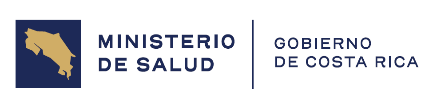 MINISTERIO
DE SALUD
GOBIERNO
DE COSTA RICA